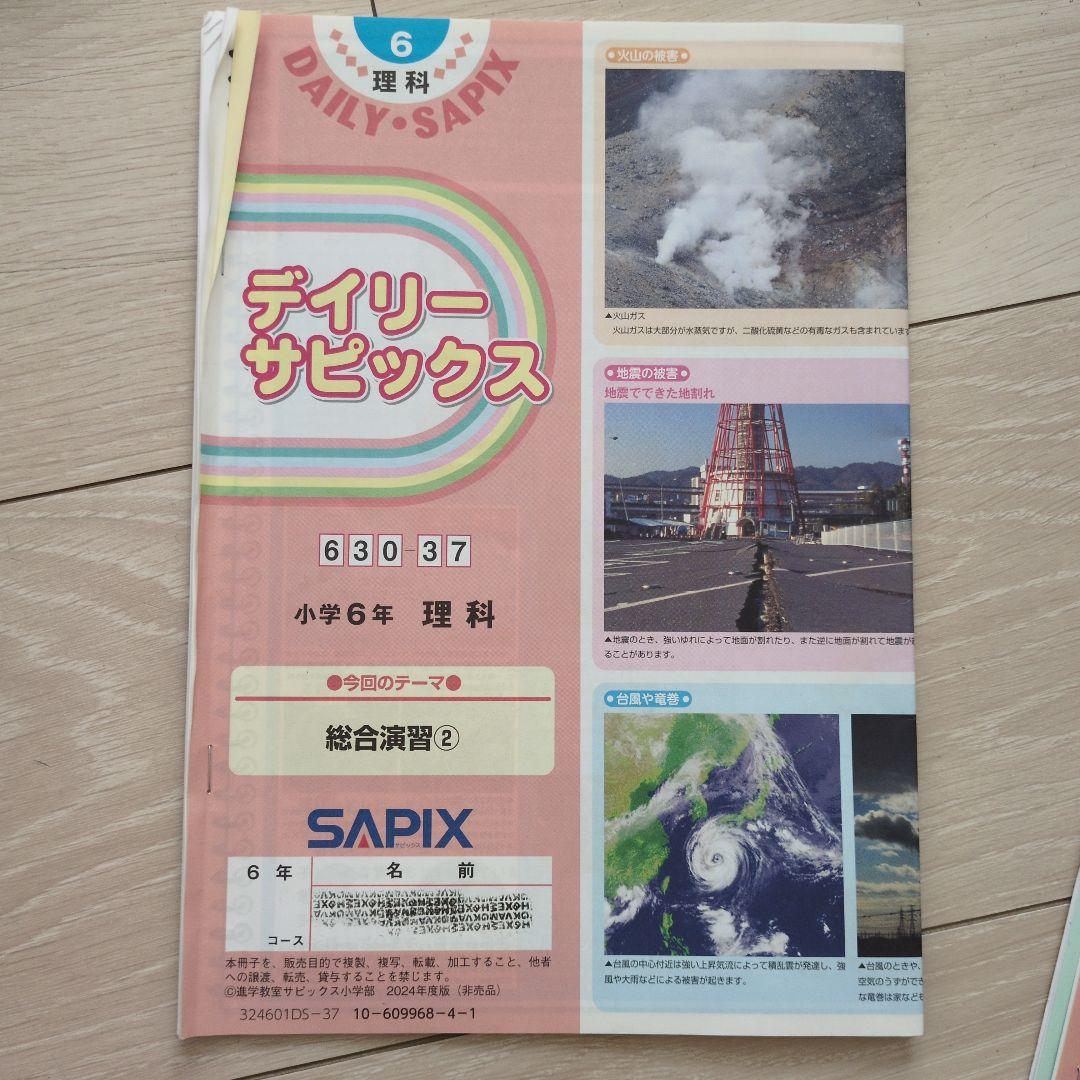 6
理科
DAILY・SAPIX
デイリー
サピックス
630-37
小学6年 理科
●今回のテーマ●
総合演習②
SAPIX
サピックス
6年
名 前
コース
本冊子を、販売目的で複製、複写、転載、加工すること、他者
への譲渡、転売、貸与することを禁じます。
©進学教室サピックス小学部 2024年度版（非売品）
324601DS-37 10-609968-4-1
●火山の被害●
▲火山ガス
火山ガスは大部分が水蒸気ですが、二酸化硫黄などの有毒なガスも含まれています
●地震の被害●
地震でできた地割れ
▲地震のとき、強いゆれによって地面が割れたり、また逆に地面が割れて地震が
ることがあります。
●台風や竜巻●
▲台風の中心付近は強い上昇気流によって積乱雲が発達し、強
風や大雨などによる被害が起きます。
▲台風のときや、
空気のうずができ
な竜巻は家なども